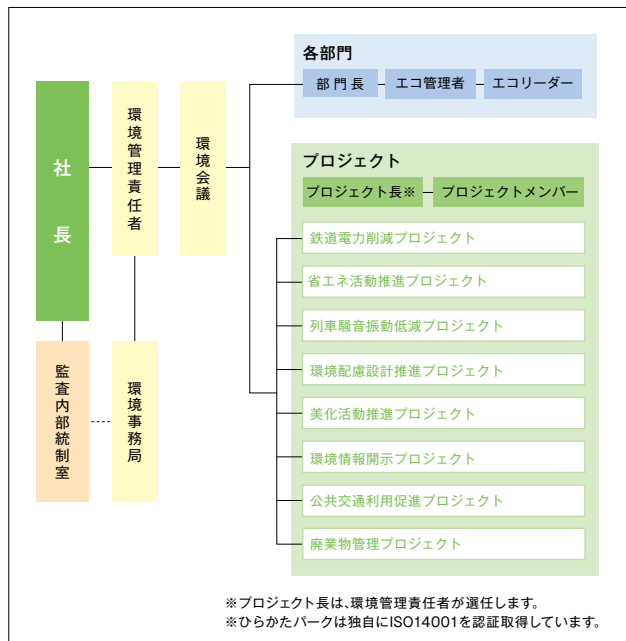 社長
環境管理責任者
環境会議
監査内部統制室
環境事務局
各部門
部門長
エコ管理者
エコリーダー
プロジェクト
プロジェクト長※
プロジェクトメンバー
鉄道電力削減プロジェクト
省エネ活動推進プロジェクト
列車騒音振動低減プロジェクト
環境配慮設計推進プロジェクト
美化活動推進プロジェクト
環境情報開示プロジェクト
公共交通利用促進プロジェクト
廃棄物管理プロジェクト
※プロジェクト長は、環境管理責任者が選任します。
※ひらかたパークは独自にISO14001を認証取得しています。